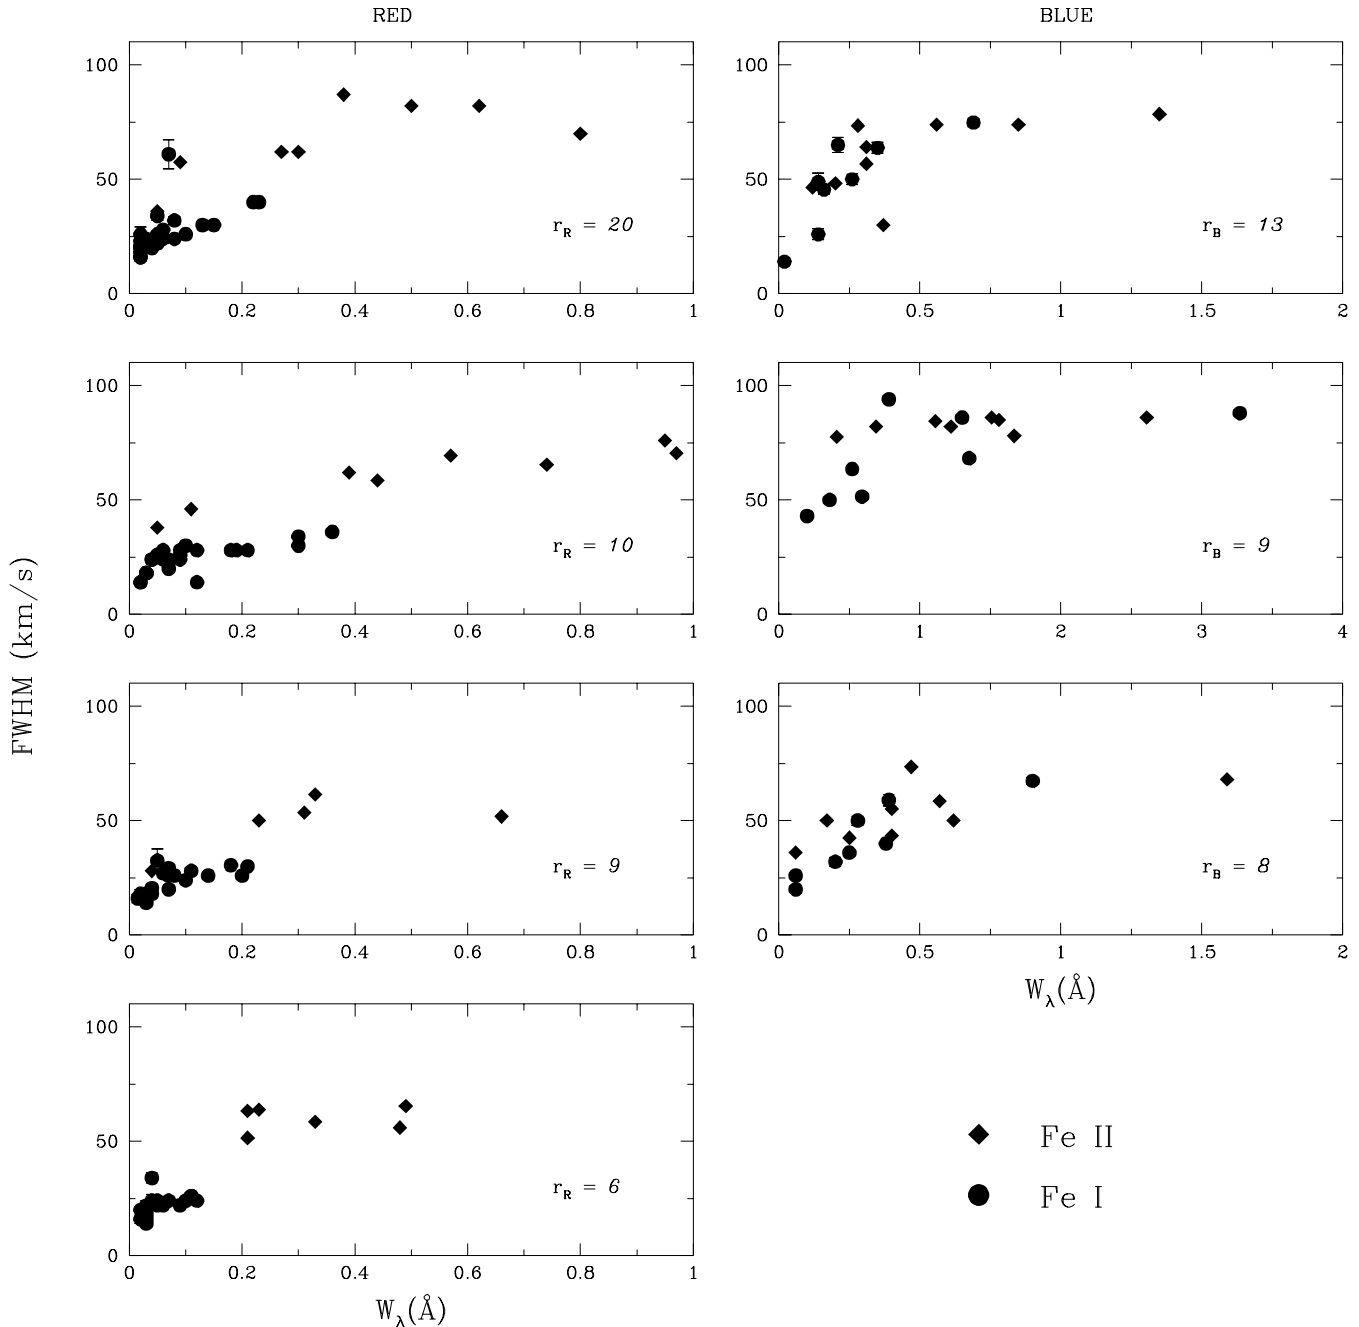 RED
BLUE
100
50
0
r_R = 20
0 0.2 0.4 0.6 0.8 1
100
50
0
r_B = 13
0 0.5 1 1.5 2
100
50
0
r_R = 10
0 0.2 0.4 0.6 0.8 1
100
50
0
r_B = 9
0 1 2 3 4
FWHM (km/s)
100
50
0
r_R = 9
0 0.2 0.4 0.6 0.8 1
100
50
0
r_B = 8
0 0.5 1 1.5 2
W_λ(Å)
100
50
0
r_R = 6
0 0.2 0.4 0.6 0.8 1
W_λ(Å)
Fe II
Fe I